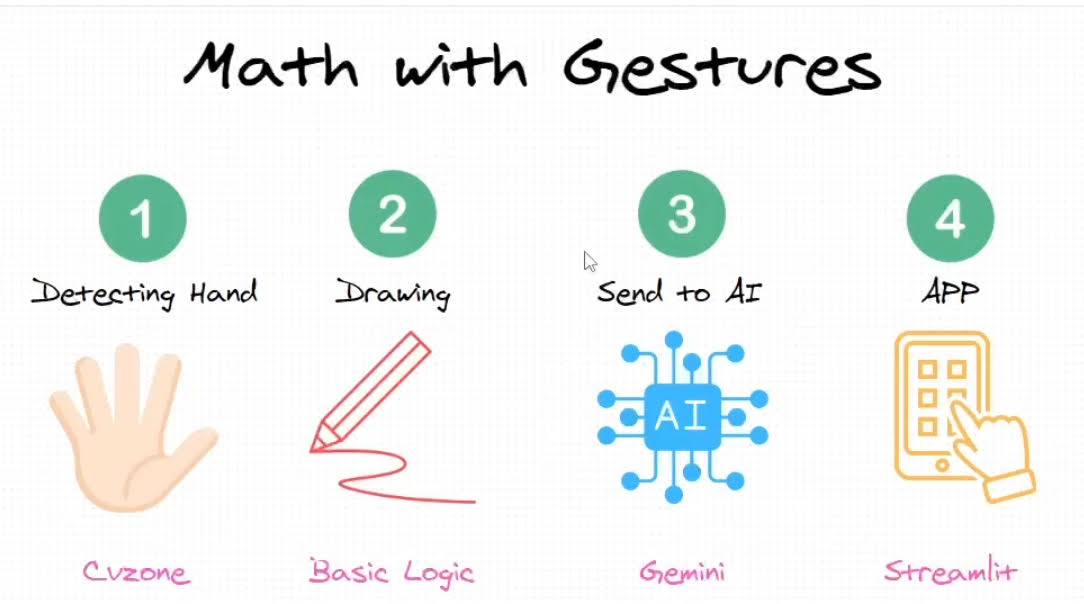 Math with Gestures
1 2 3 4
Detecting Hand Drawing Send to AI APP
AI
Cvzone Basic Logic Gemini Streamlit